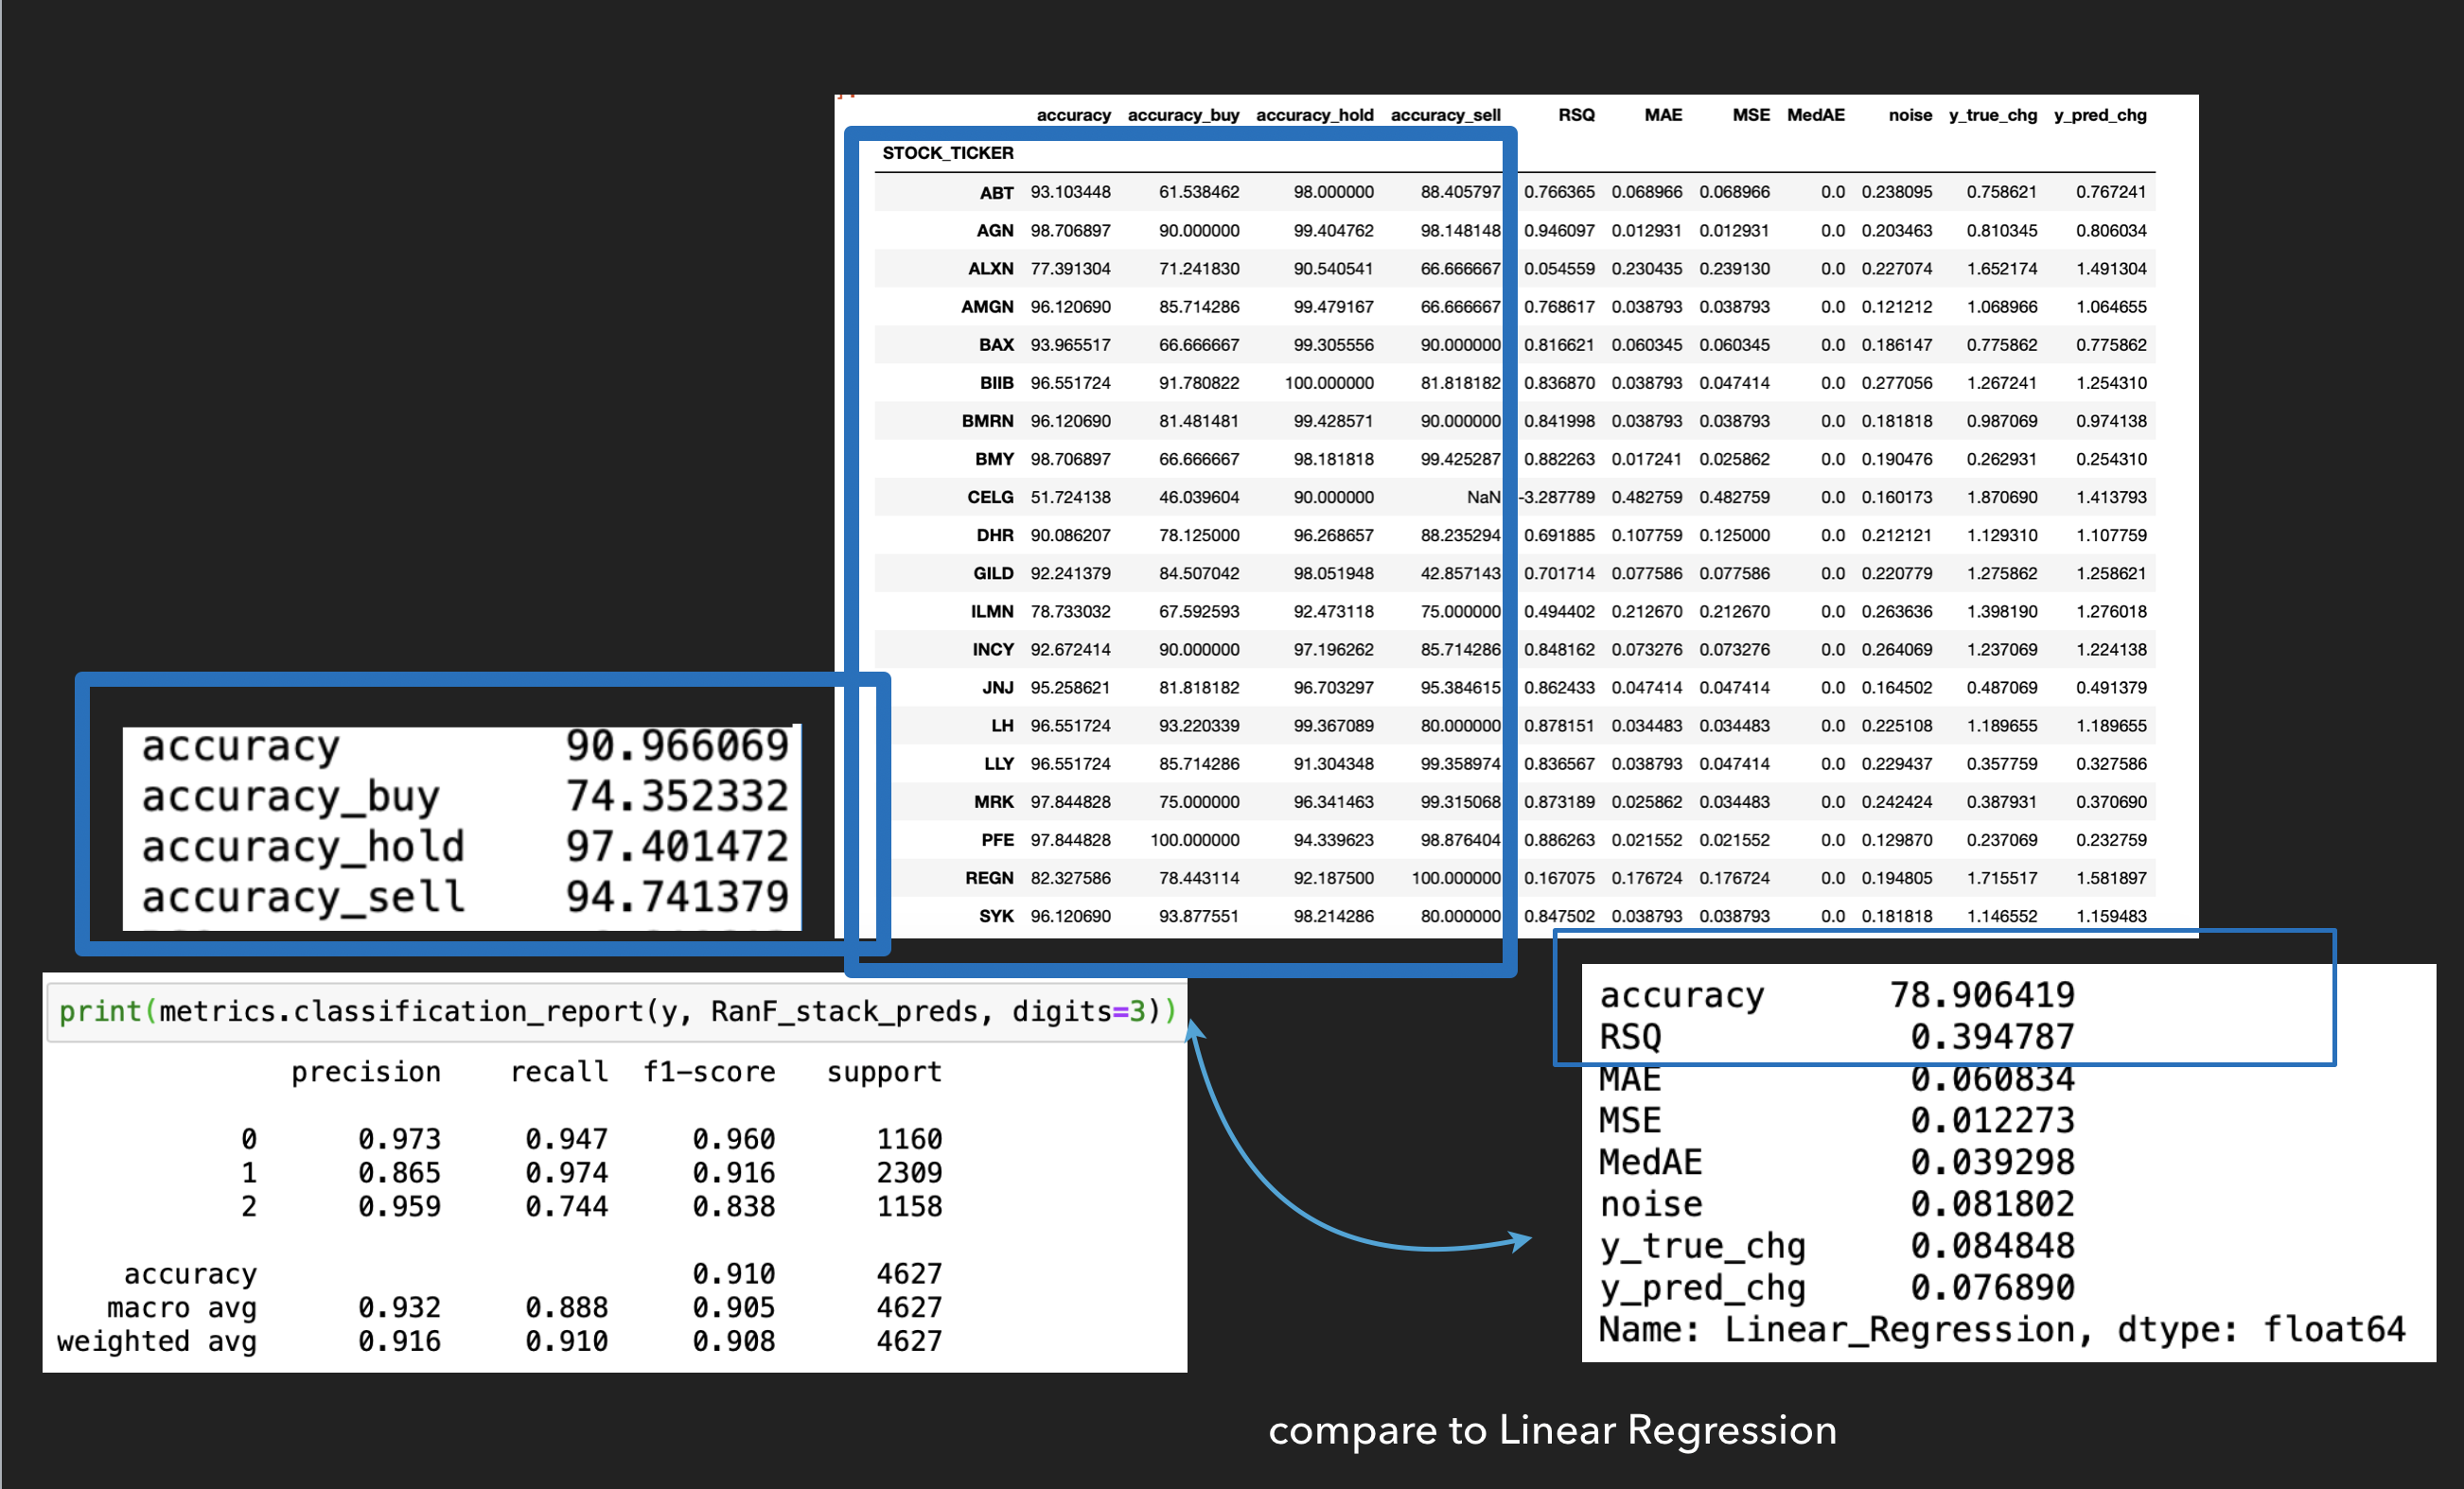 accuracy accuracy_buy accuracy_hold accuracy_sell RSQ MAE MSE MedAE noise y_true_chg y_pred_chg
STOCK_TICKER
ABT 93.103448 61.538462 98.000000 88.405797 0.766365 0.068966 0.068966 0.0 0.238095 0.758621 0.767241
AGN 98.706897 90.000000 99.404762 98.148148 0.946097 0.012931 0.012931 0.0 0.203463 0.810345 0.806034
ALXN 77.391304 71.241830 90.540541 66.666667 0.054559 0.230435 0.239130 0.0 0.227074 1.652174 1.491304
AMGN 96.120690 85.714286 99.479167 66.666667 0.768617 0.038793 0.038793 0.0 0.121212 1.068966 1.064655
BAX 93.965517 66.666667 99.305556 90.000000 0.816621 0.060345 0.060345 0.0 0.186147 0.775862 0.775862
BIIB 96.551724 91.780822 100.000000 81.818182 0.836870 0.038793 0.047414 0.0 0.277056 1.267241 1.254310
BMRN 96.120690 81.481481 99.428571 90.000000 0.841998 0.038793 0.038793 0.0 0.181818 0.987069 0.974138
BMY 98.706897 66.666667 98.181818 99.425287 0.882263 0.017241 0.025862 0.0 0.190476 0.262931 0.254310
CELG 51.724138 46.039604 90.000000 NaN -3.287789 0.482759 0.482759 0.0 0.160173 1.870690 1.413793
DHR 90.086207 78.125000 96.268657 88.235294 0.691885 0.107759 0.125000 0.0 0.212121 1.129310 1.107759
GILD 92.241379 84.507042 98.051948 42.857143 0.701714 0.077586 0.077586 0.0 0.220779 1.275862 1.258621
ILMN 78.733032 67.592593 92.473118 75.000000 0.494402 0.212670 0.212670 0.0 0.263636 1.398190 1.276018
INCY 92.672414 90.000000 97.196262 85.714286 0.848162 0.073276 0.073276 0.0 0.264069 1.237069 1.224138
JNJ 95.258621 81.818182 96.703297 95.384615 0.862433 0.047414 0.047414 0.0 0.164502 0.487069 0.491379
LH 96.551724 93.220339 99.367089 80.000000 0.878151 0.034483 0.034483 0.0 0.225108 1.189655 1.189655
LLY 96.551724 85.714286 91.304348 99.358974 0.836567 0.038793 0.047414 0.0 0.229437 0.357759 0.327586
MRK 97.844828 75.000000 96.341463 99.315068 0.873189 0.025862 0.034483 0.0 0.242424 0.387931 0.370690
PFE 97.844828 100.000000 94.339623 98.876404 0.886263 0.021552 0.021552 0.0 0.129870 0.237069 0.232759
REGN 82.327586 78.443114 92.187500 100.000000 0.167075 0.176724 0.176724 0.0 0.194805 1.715517 1.581897
SYK 96.120690 93.877551 98.214286 80.000000 0.847502 0.038793 0.038793 0.0 0.181818 1.146552 1.159483
accuracy 90.966069
accuracy_buy 74.352332
accuracy_hold 97.401472
accuracy_sell 94.741379
print(metrics.classification_report(y, RanF_stack_preds, digits=3))
precision recall f1-score support
0 0.973 0.947 0.960 1160
1 0.865 0.974 0.916 2309
2 0.959 0.744 0.838 1158
accuracy 0.910 4627
macro avg 0.932 0.888 0.905 4627
weighted avg 0.916 0.910 0.908 4627
accuracy 78.906419
RSQ 0.394787
MAE 0.060834
MSE 0.012273
MedAE 0.039298
noise 0.081802
y_true_chg 0.084848
y_pred_chg 0.076890
Name: Linear_Regression, dtype: float64
compare to Linear Regression